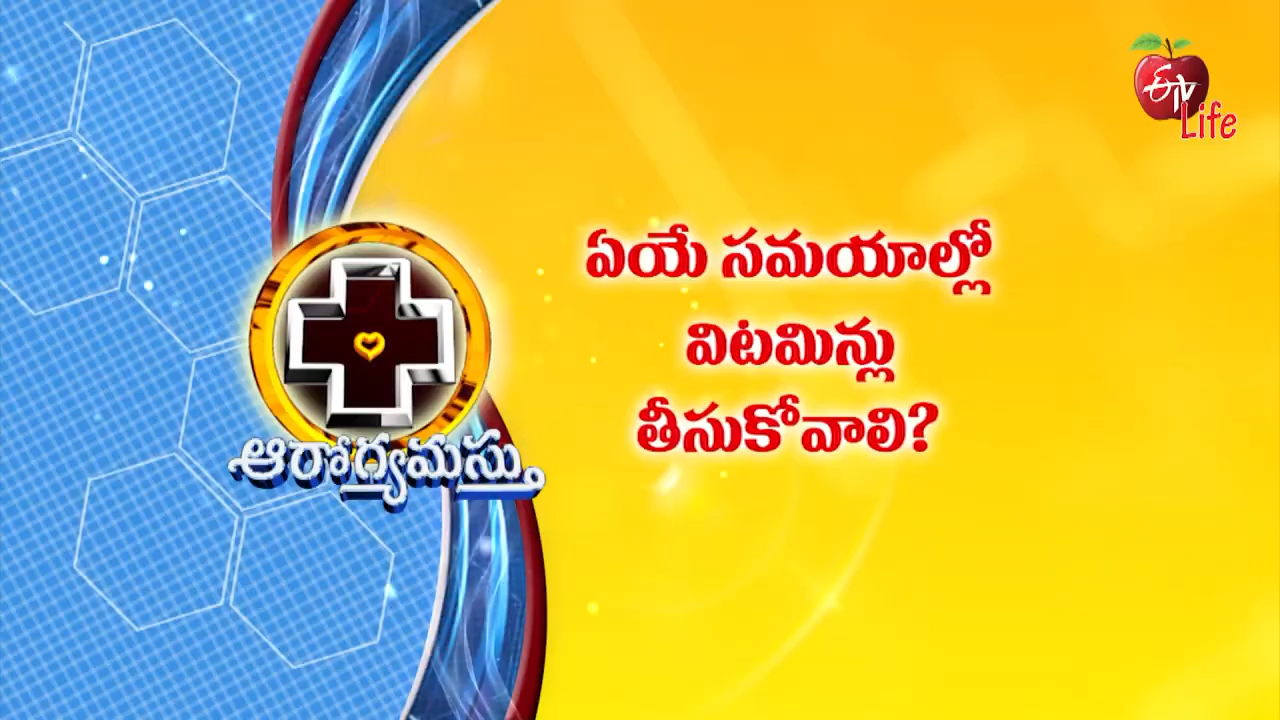 ETV
Life
ఏయే సమయాల్లో
విటమిన్లు
తీసుకోవాలి?
ఆరోగ్యమస్తు